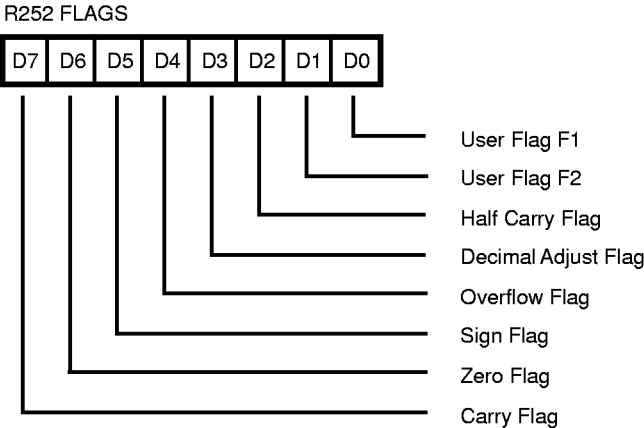 R252 FLAGS
D7 D6 D5 D4 D3 D2 D1 D0
User Flag F1
User Flag F2
Half Carry Flag
Decimal Adjust Flag
Overflow Flag
Sign Flag
Zero Flag
Carry Flag